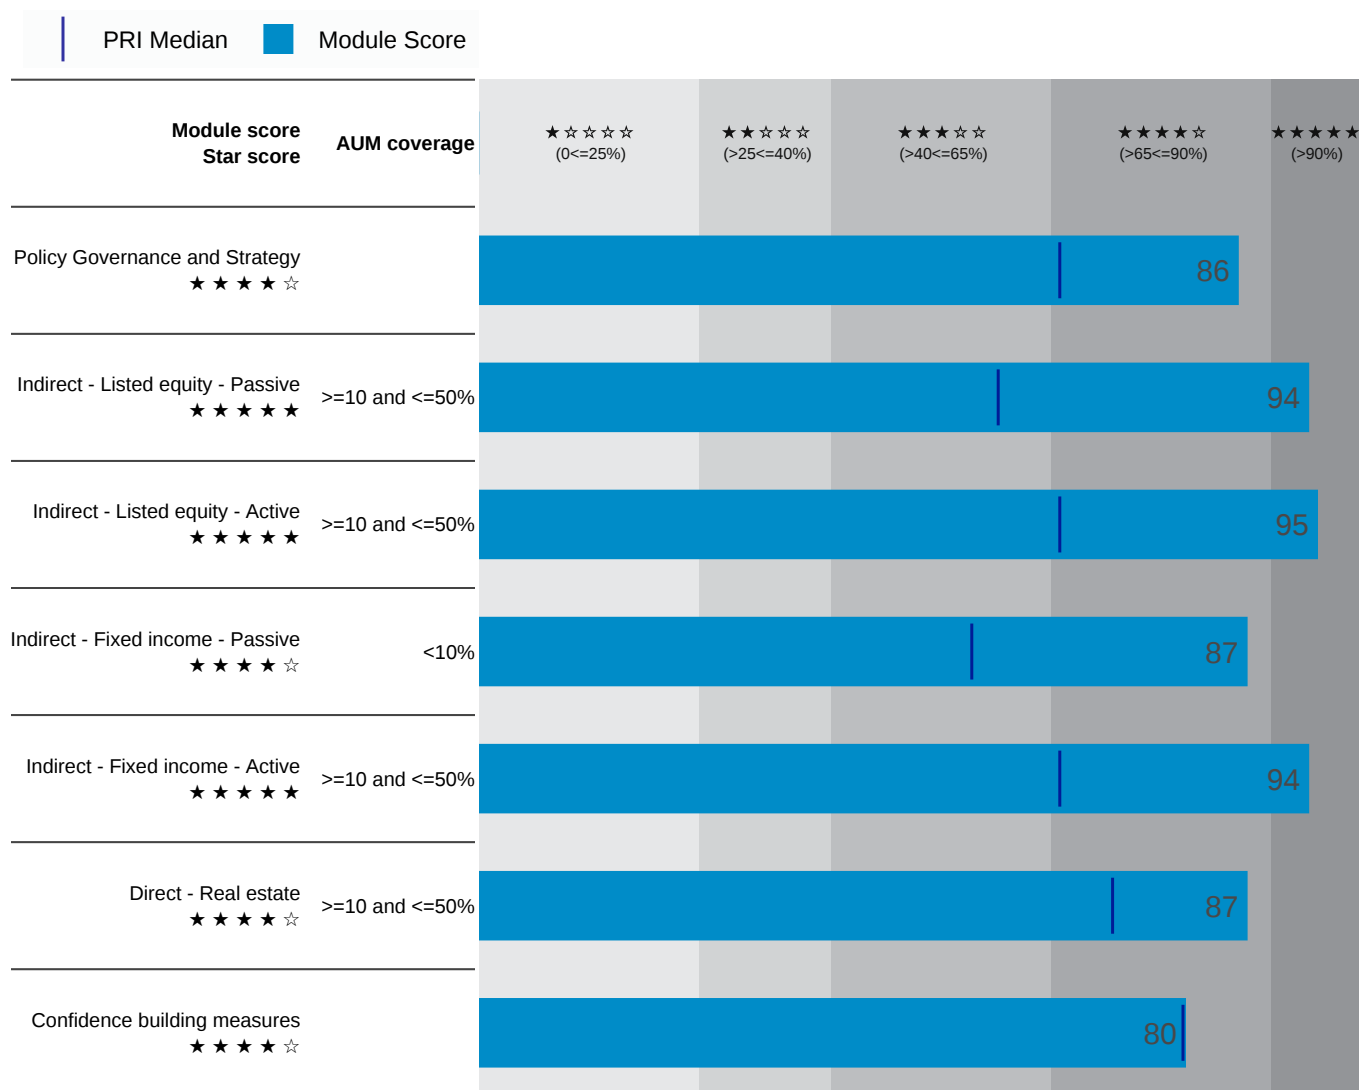 PRI Median Module Score
Module score
Star score
AUM coverage
★☆☆☆☆
(0<=25%)
★★☆☆☆
(>25<=40%)
★★★☆☆
(>40<=65%)
★★★★☆
(>65<=90%)
★★★★★
(>90%)
Policy Governance and Strategy
★★★★☆
86
Indirect - Listed equity - Passive
★★★★★
>=10 and <=50%
94
Indirect - Listed equity - Active
★★★★★
>=10 and <=50%
95
Indirect - Fixed income - Passive
★★★★☆
<10%
87
Indirect - Fixed income - Active
★★★★★
>=10 and <=50%
94
Direct - Real estate
★★★★☆
>=10 and <=50%
87
Confidence building measures
★★★★☆
80